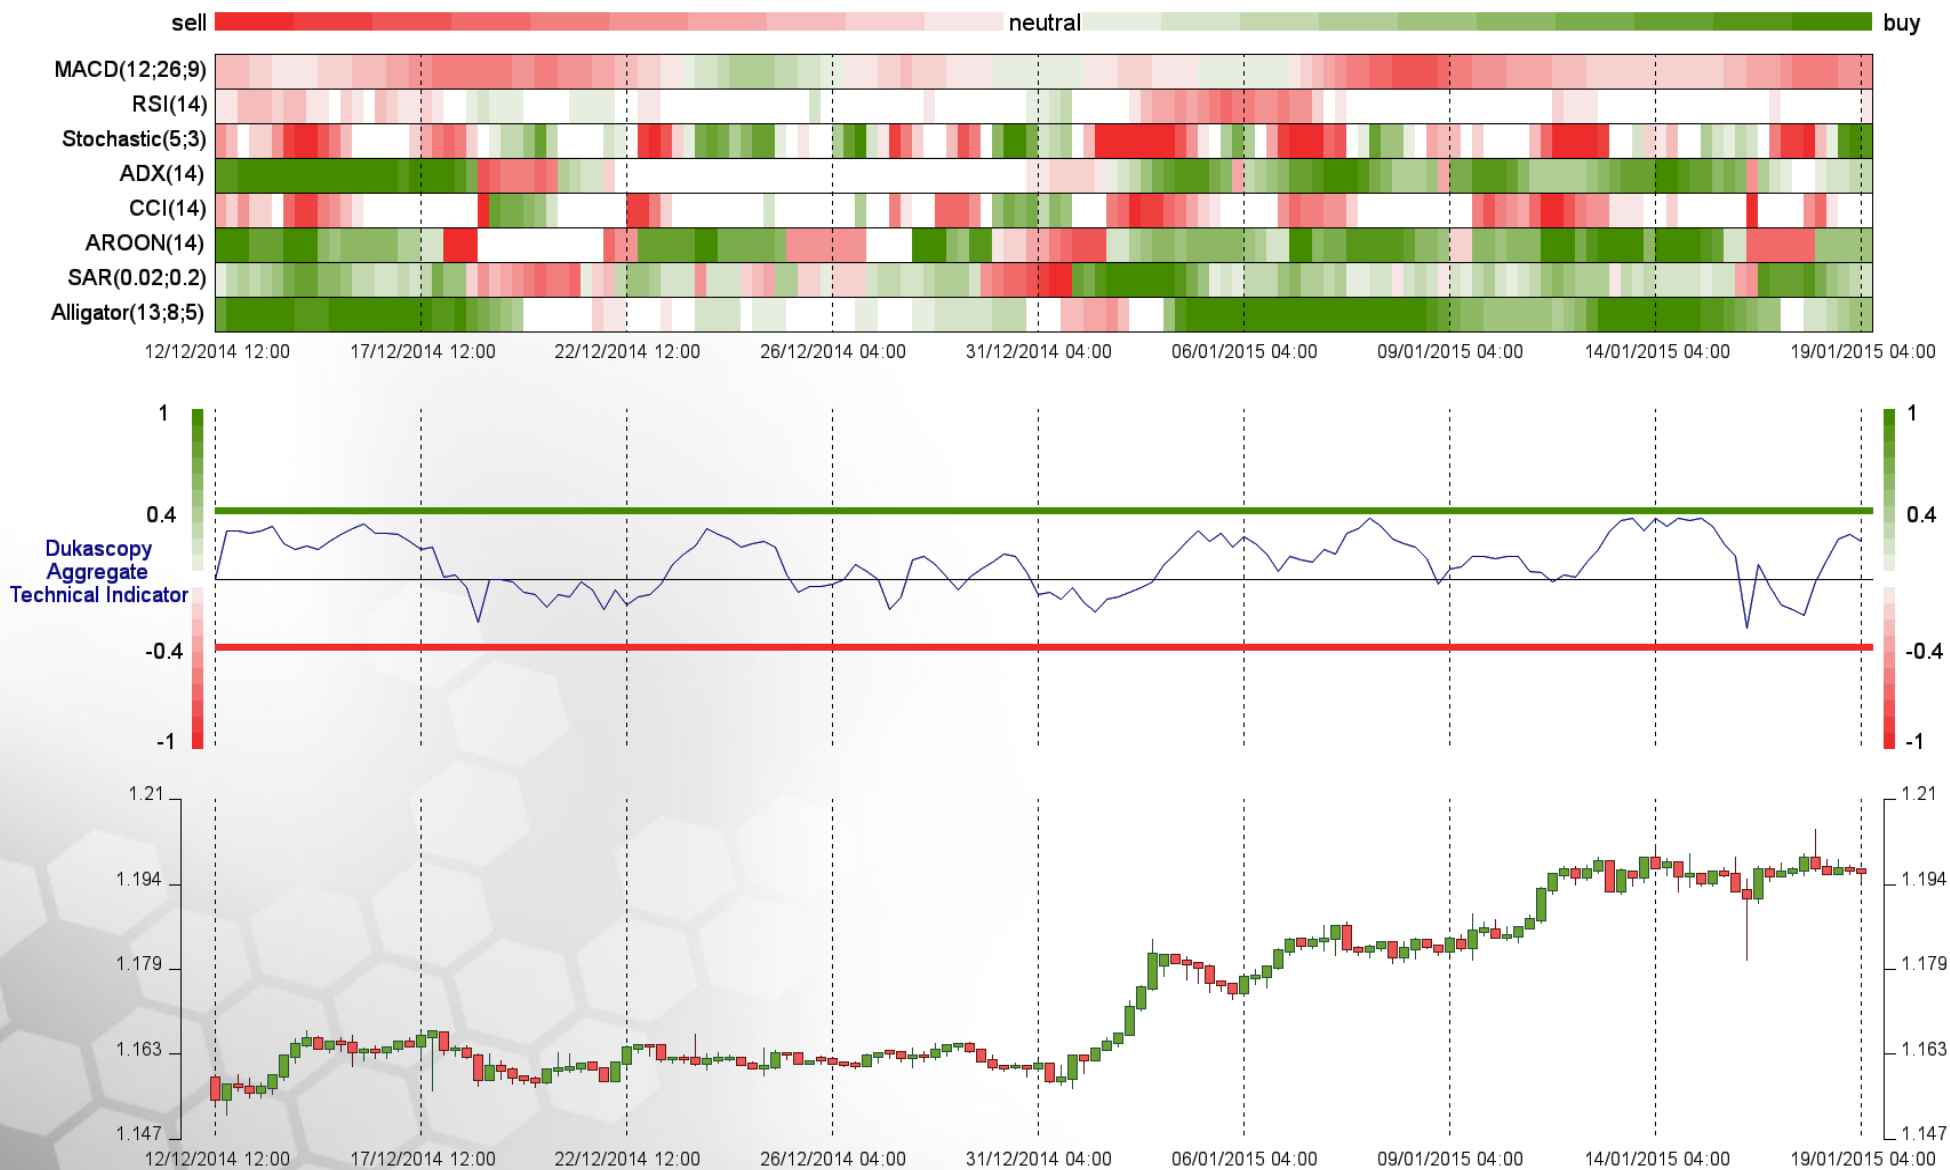 sell neutral buy
MACD(12;26;9)
RSI(14)
Stochastic(5;3)
ADX(14)
CCI(14)
AROON(14)
SAR(0.02;0.2)
Alligator(13;8;5)
12/12/2014 12:00 17/12/2014 12:00 22/12/2014 12:00 26/12/2014 04:00 31/12/2014 04:00 06/01/2015 04:00 09/01/2015 04:00 14/01/2015 04:00 19/01/2015 04:00
1 1
0.4 0.4
Dukascopy
Aggregate
Technical Indicator
-0.4 -0.4
-1 -1
1.21 1.21
1.194 1.194
1.179 1.179
1.163 1.163
1.147 1.147
12/12/2014 12:00 17/12/2014 12:00 22/12/2014 12:00 26/12/2014 04:00 31/12/2014 04:00 06/01/2015 04:00 09/01/2015 04:00 14/01/2015 04:00 19/01/2015 04:00